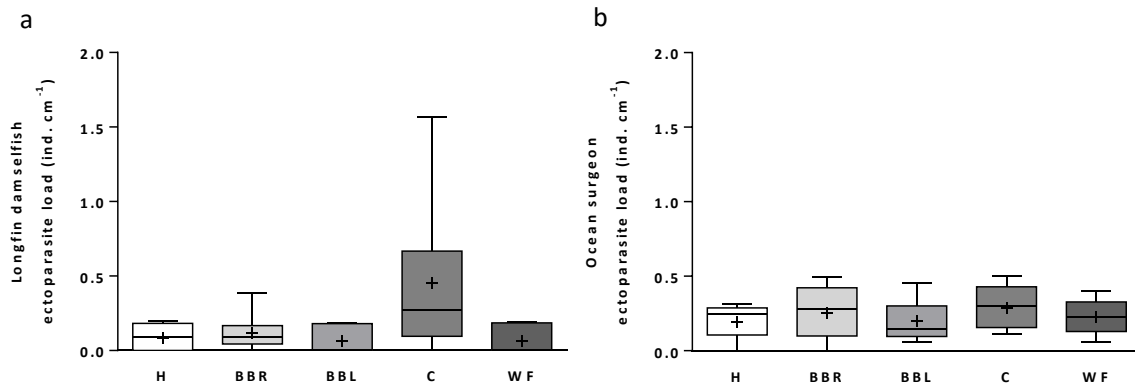 a
Longfin damselfish
ectoparasite load (ind. cm⁻¹)
2.0
1.5
1.0
0.5
0.0
H BBR BBL C WF
b
Ocean surgeon
ectoparasite load (ind. cm⁻¹)
2.0
1.5
1.0
0.5
0.0
H BBR BBL C WF